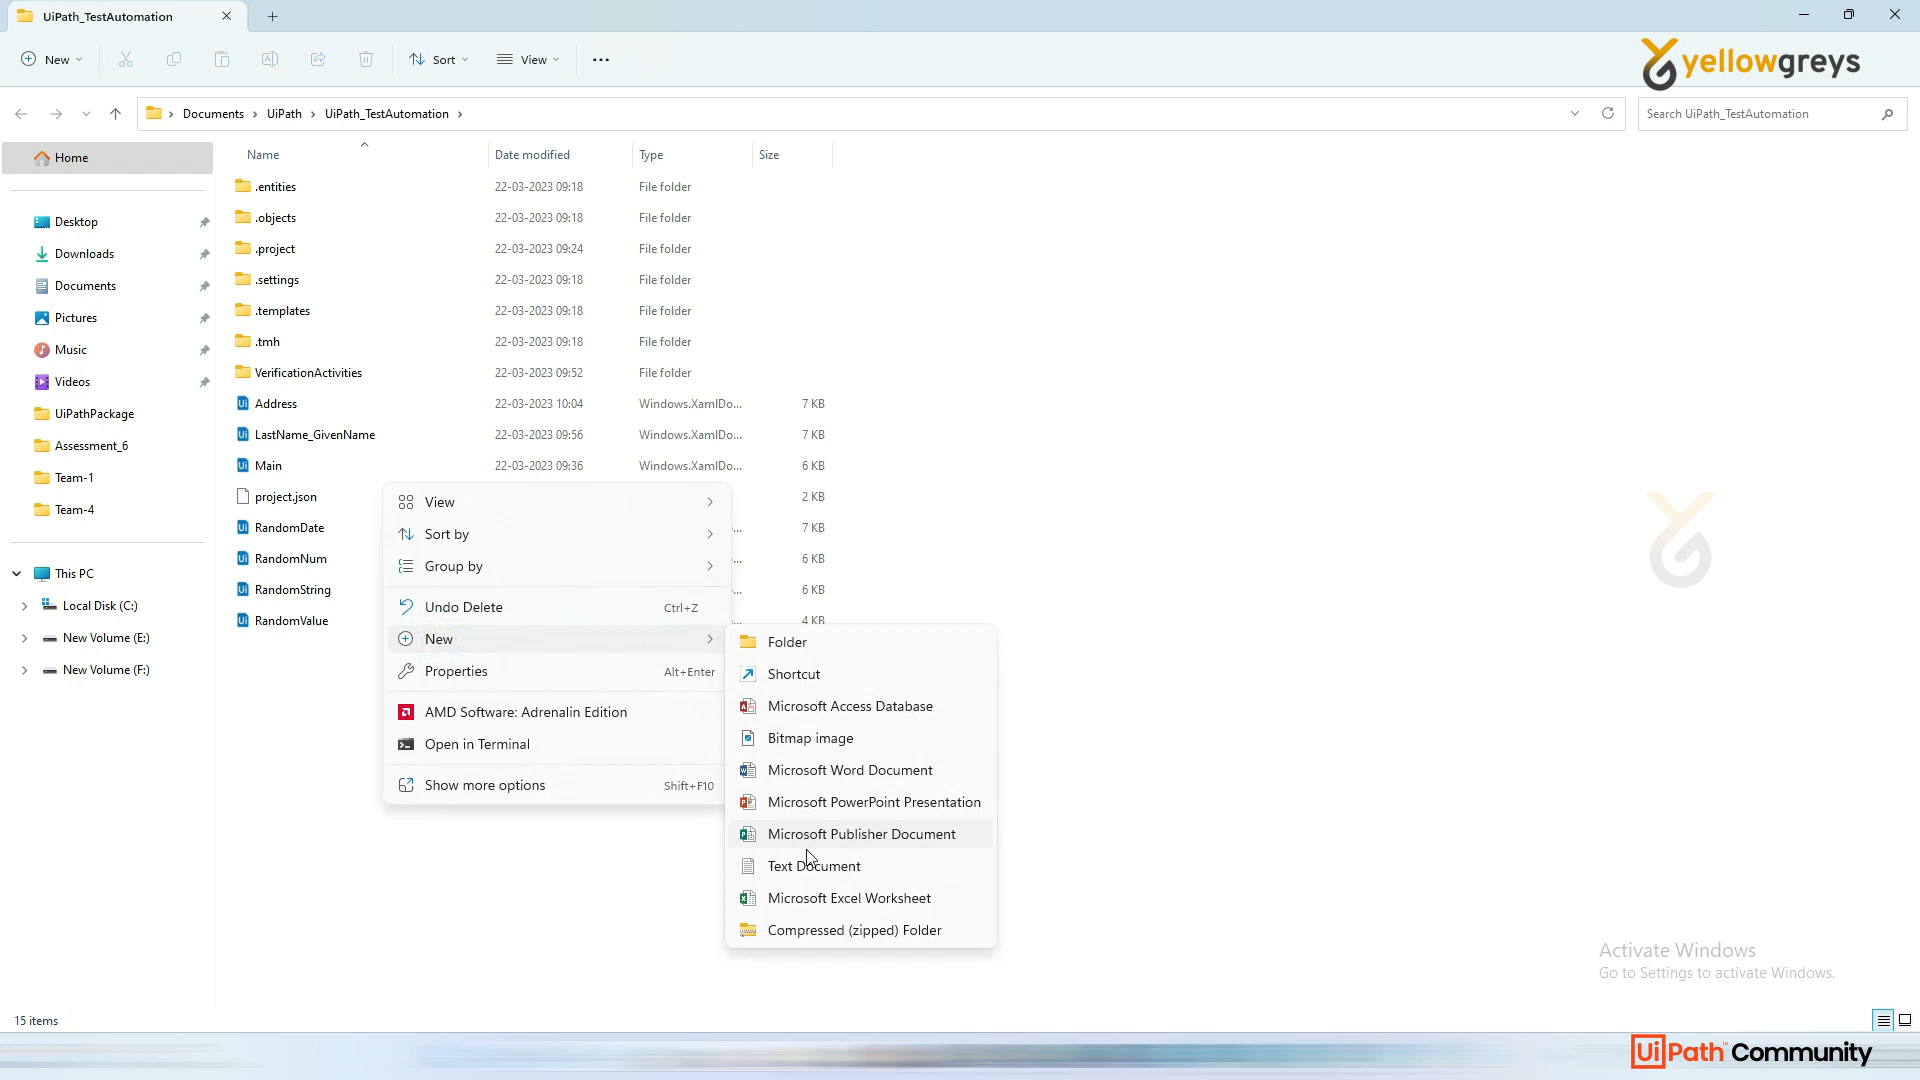 UiPath_TestAutomation
New
Sort
View
yellowgreys
Documents > UiPath > UiPath_TestAutomation >
Search UiPath_TestAutomation
Home
Desktop
Downloads
Documents
Pictures
Music
Videos
UiPathPackage
Assessment_6
Team-1
Team-4
This PC
Local Disk (C:)
New Volume (E:)
New Volume (F:)
Name Date modified Type Size
.entities 22-03-2023 09:18 File folder
.objects 22-03-2023 09:18 File folder
.project 22-03-2023 09:24 File folder
.settings 22-03-2023 09:18 File folder
.templates 22-03-2023 09:18 File folder
.tmh 22-03-2023 09:18 File folder
VerificationActivities 22-03-2023 09:52 File folder
Address 22-03-2023 10:04 Windows.XamlDo... 7 KB
LastName_GivenName 22-03-2023 09:56 Windows.XamlDo... 7 KB
Main 22-03-2023 09:36 Windows.XamlDo... 6 KB
project.json 2 KB
RandomDate ... 7 KB
RandomNum ... 6 KB
RandomString ... 6 KB
RandomValue ... 4 KB
View
Sort by
Group by
Undo Delete Ctrl+Z
New
Properties Alt+Enter
AMD Software: Adrenalin Edition
Open in Terminal
Show more options Shift+F10
Folder
Shortcut
Microsoft Access Database
Bitmap image
Microsoft Word Document
Microsoft PowerPoint Presentation
Microsoft Publisher Document
Text Document
Microsoft Excel Worksheet
Compressed (zipped) Folder
Activate Windows
Go to Settings to activate Windows.
15 items
UiPath™ Community